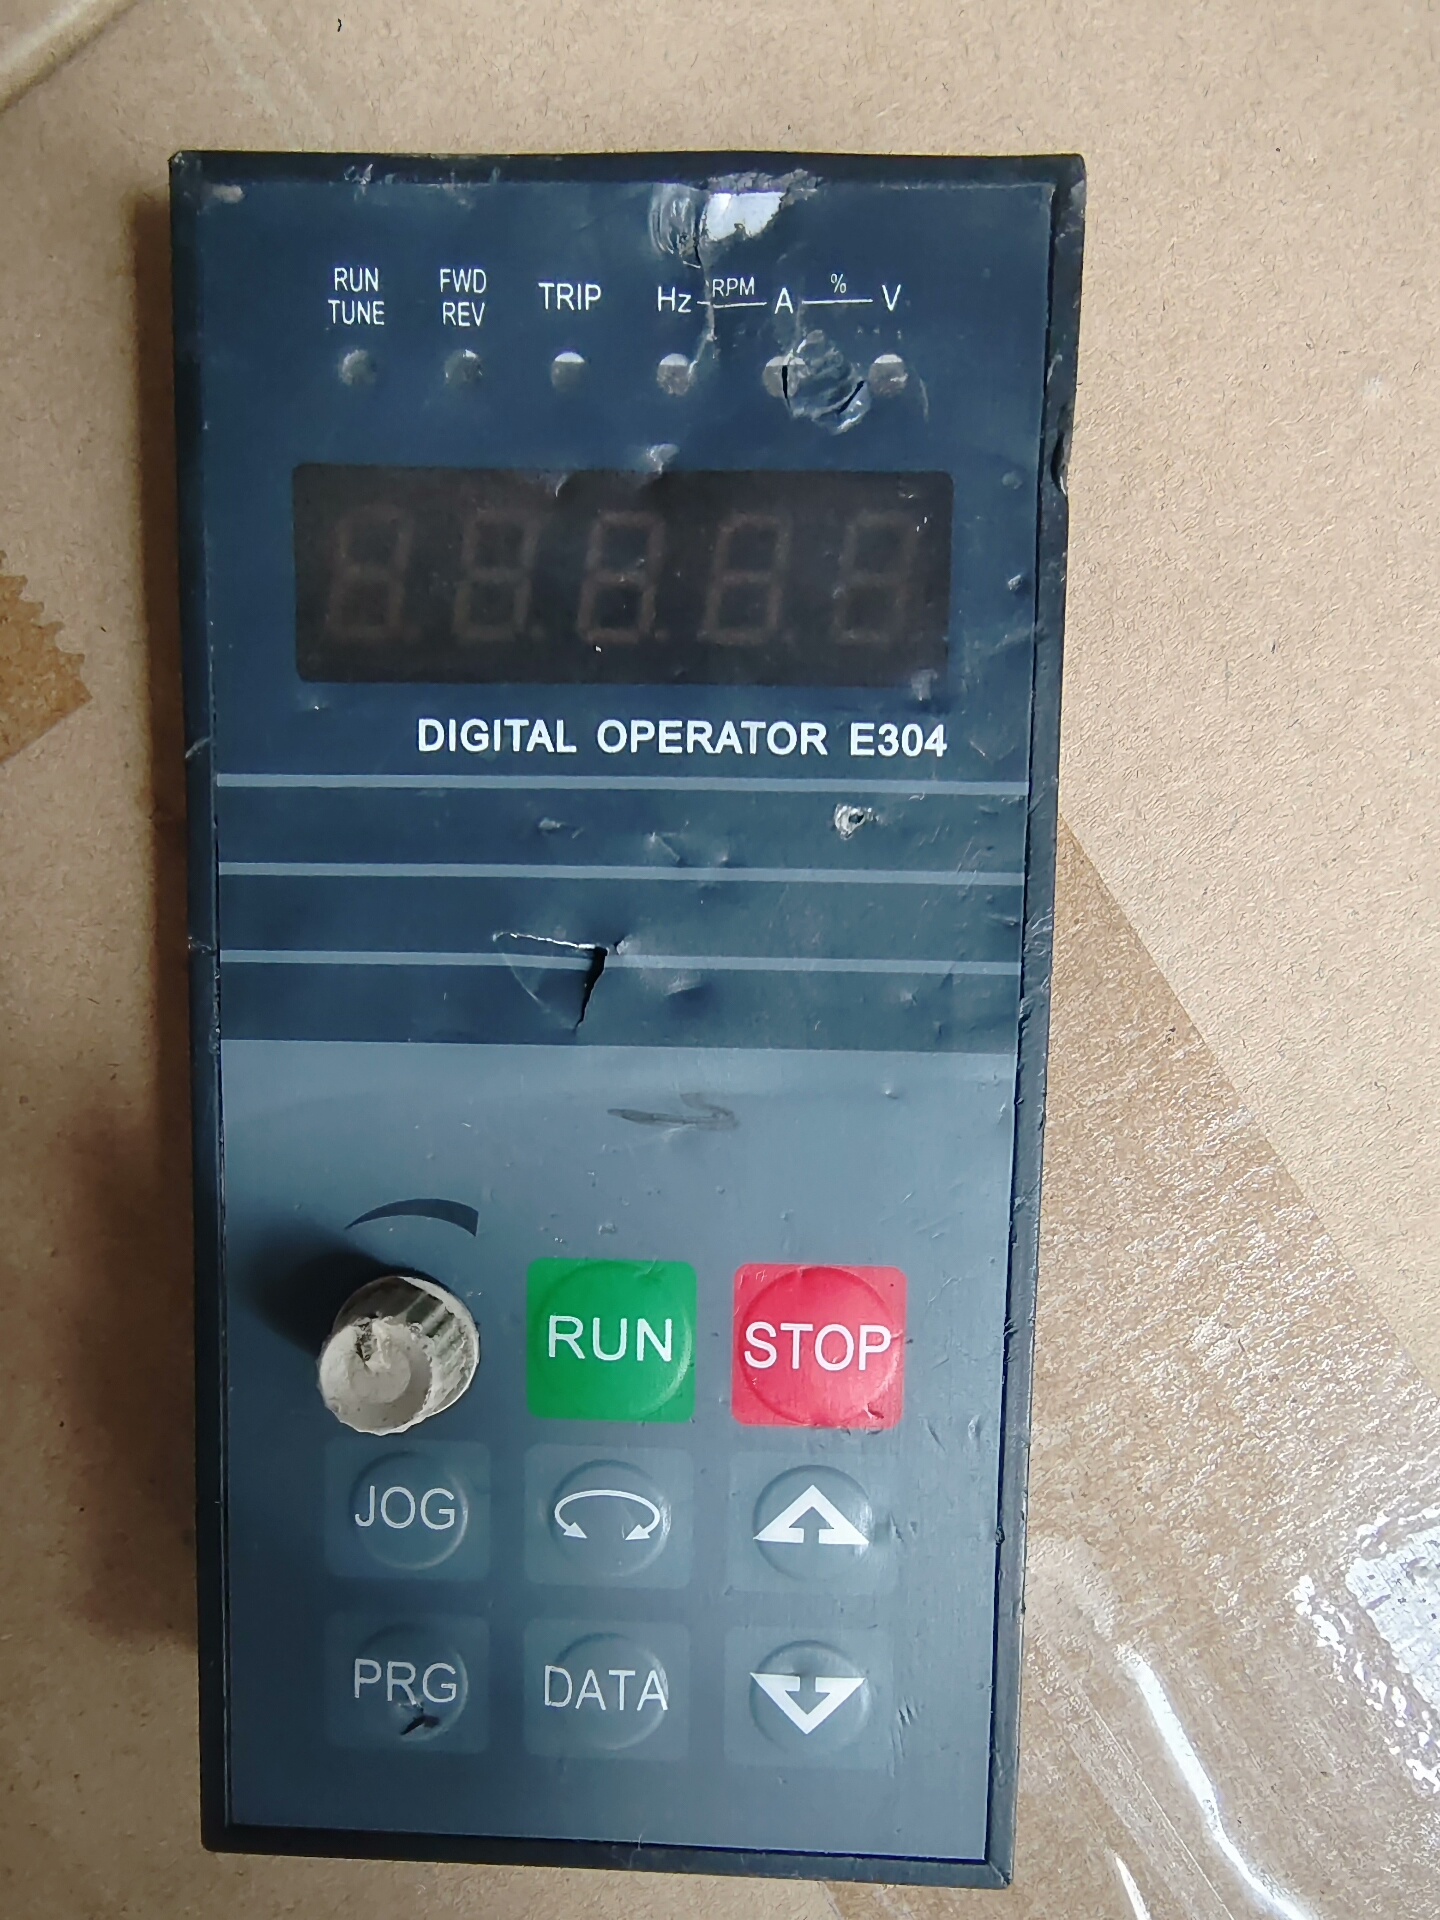 RUN FWD
TUNE REV TRIP Hz RPM A % V
DIGITAL OPERATOR E304
RUN STOP
JOG
PRG DATA